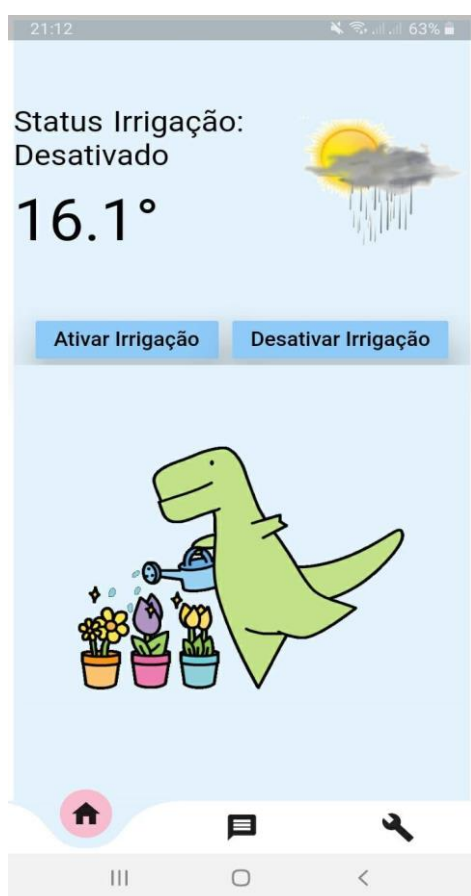 21:12
63%
Status Irrigação:
Desativado
16.1°
Ativar Irrigação
Desativar Irrigação